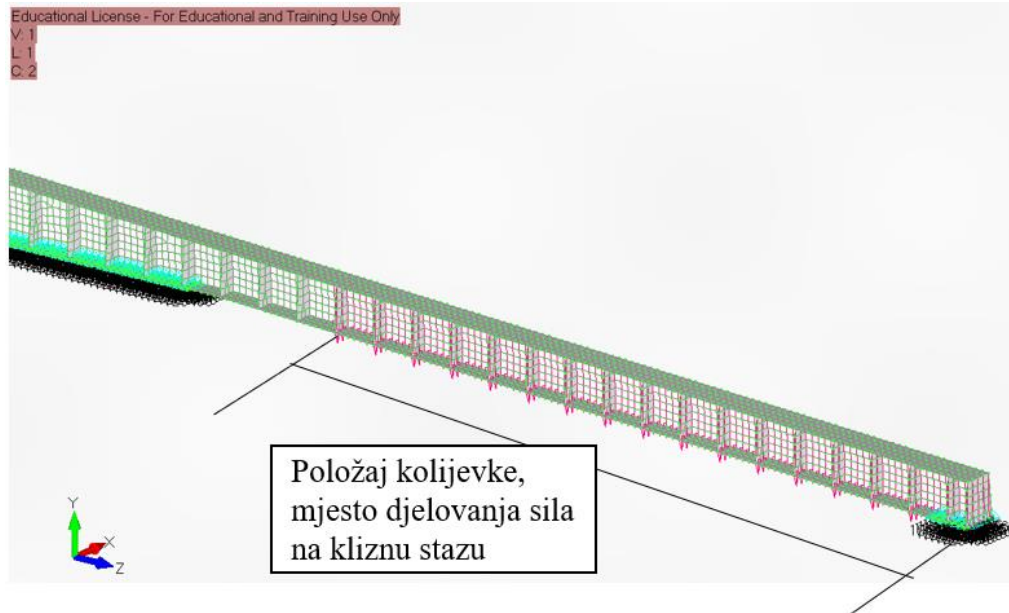 Educational License - For Educational and Training Use Only
V: 1
L: 1
C: 2
Položaj kolijevke,
mjesto djelovanja sila
na kliznu stazu
Y
X
Z